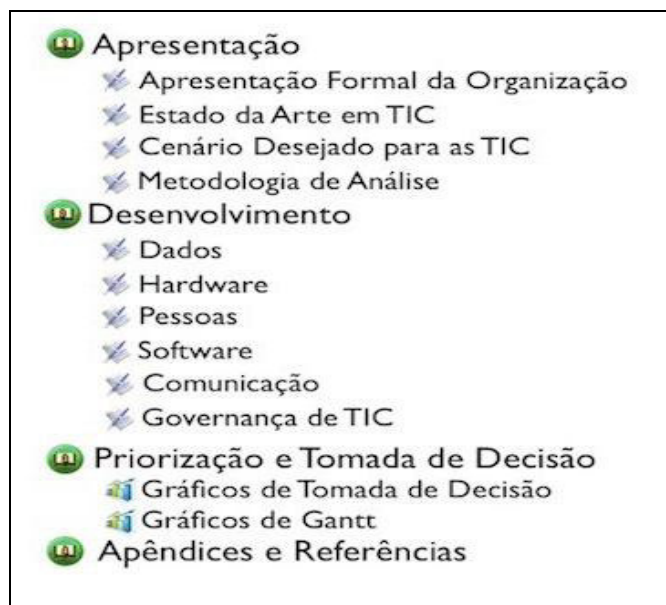 Apresentação
Apresentação Formal da Organização
Estado da Arte em TIC
Cenário Desejado para as TIC
Metodologia de Análise
Desenvolvimento
Dados
Hardware
Pessoas
Software
Comunicação
Governança de TIC
Priorização e Tomada de Decisão
Gráficos de Tomada de Decisão
Gráficos de Gantt
Apêndices e Referências